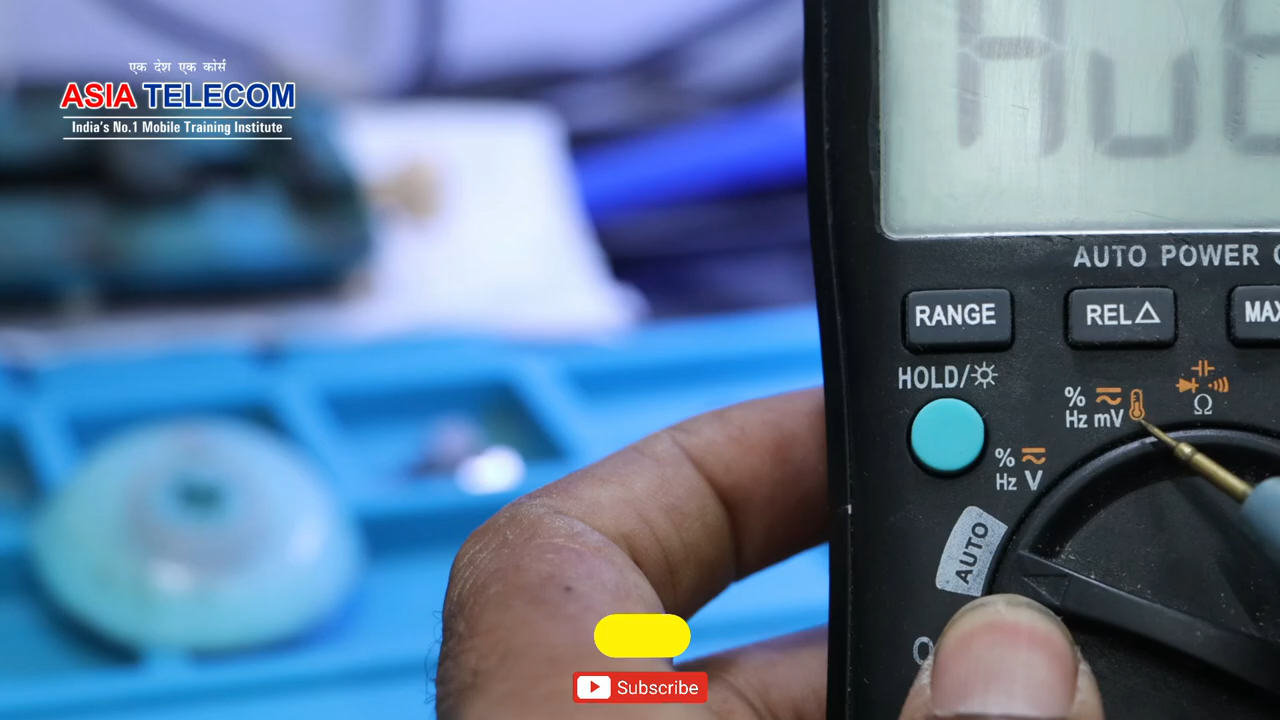 एक देश एक कोर्स
ASIA TELECOM
India's No.1 Mobile Training Institute
AUTO POWER
RANGE
REL△
MAX
HOLD/☼
% Hz mV
Ω
% Hz V
AUTO
Subscribe